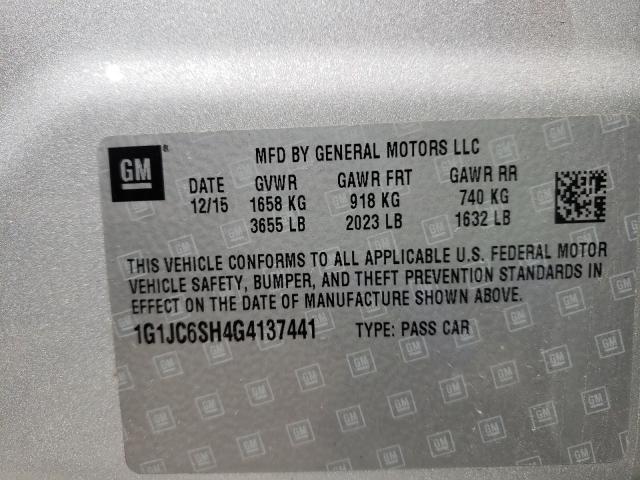 GM
MFD BY GENERAL MOTORS LLC
DATE GVWR GAWR FRT GAWR RR
12/15 1658 KG 918 KG 740 KG
3655 LB 2023 LB 1632 LB
THIS VEHICLE CONFORMS TO ALL APPLICABLE U.S. FEDERAL MOTOR
VEHICLE SAFETY, BUMPER, AND THEFT PREVENTION STANDARDS IN
EFFECT ON THE DATE OF MANUFACTURE SHOWN ABOVE.
1G1JC6SH4G4137441 TYPE: PASS CAR